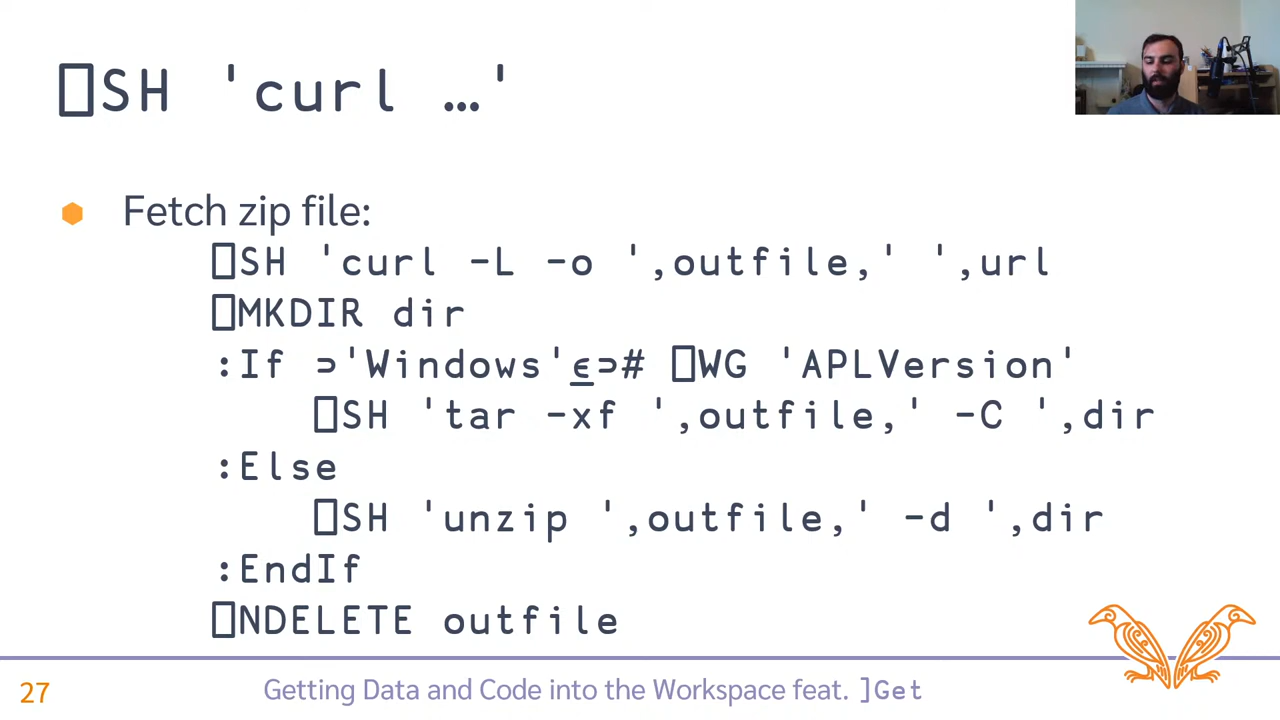 ⎕SH 'curl …'
Fetch zip file:
⎕SH 'curl -L -o ',outfile,' ',url
⎕MKDIR dir
:If ⊃'Windows'⍷⊃# ⎕WG 'APLVersion'
⎕SH 'tar -xf ',outfile,' -C ',dir
:Else
⎕SH 'unzip ',outfile,' -d ',dir
:EndIf
⎕NDELETE outfile
27
Getting Data and Code into the Workspace feat. ]Get